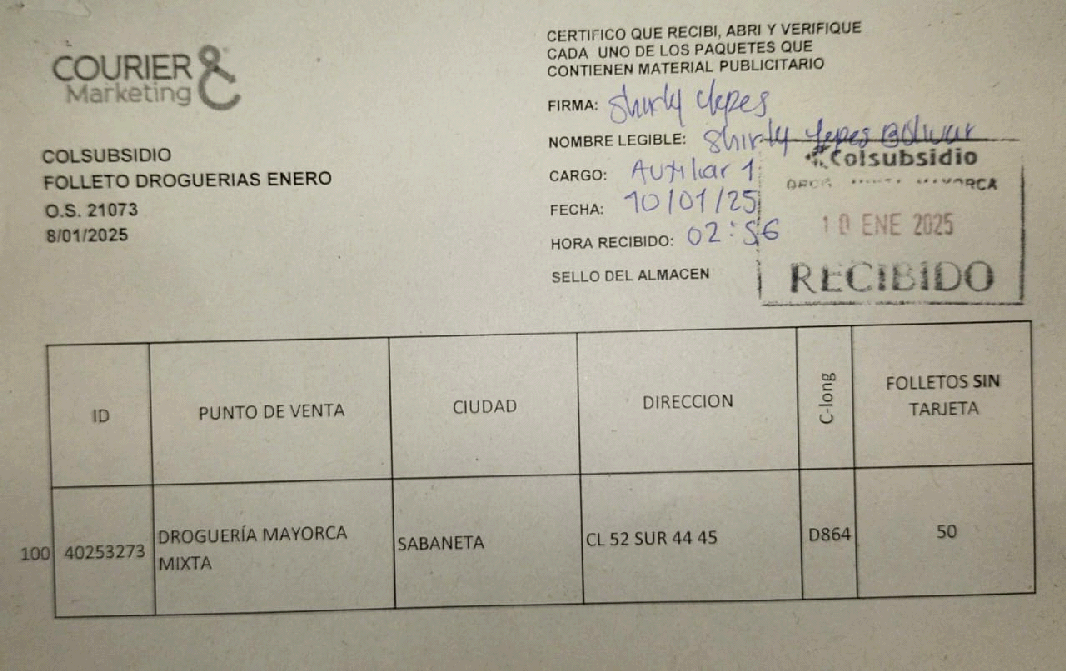 COURIER &
Marketing
COLSUBSIDIO
FOLLETO DROGUERIAS ENERO
O.S. 21073
8/01/2025
CERTIFICO QUE RECIBI, ABRI Y VERIFIQUE
CADA UNO DE LOS PAQUETES QUE
CONTIENEN MATERIAL PUBLICITARIO
FIRMA: Shirly Yepes
NOMBRE LEGIBLE: Shirly Yepes Bolivar
CARGO: Auxiliar 1
FECHA: 10/01/25
HORA RECIBIDO: 02:56
SELLO DEL ALMACEN
Colsubsidio
MAYORCA
10 ENE 2025
RECIBIDO
ID
PUNTO DE VENTA
CIUDAD
DIRECCION
C-long
FOLLETOS SIN
TARJETA
100
40253273
DROGUERÍA MAYORCA
MIXTA
SABANETA
CL 52 SUR 44 45
D864
50